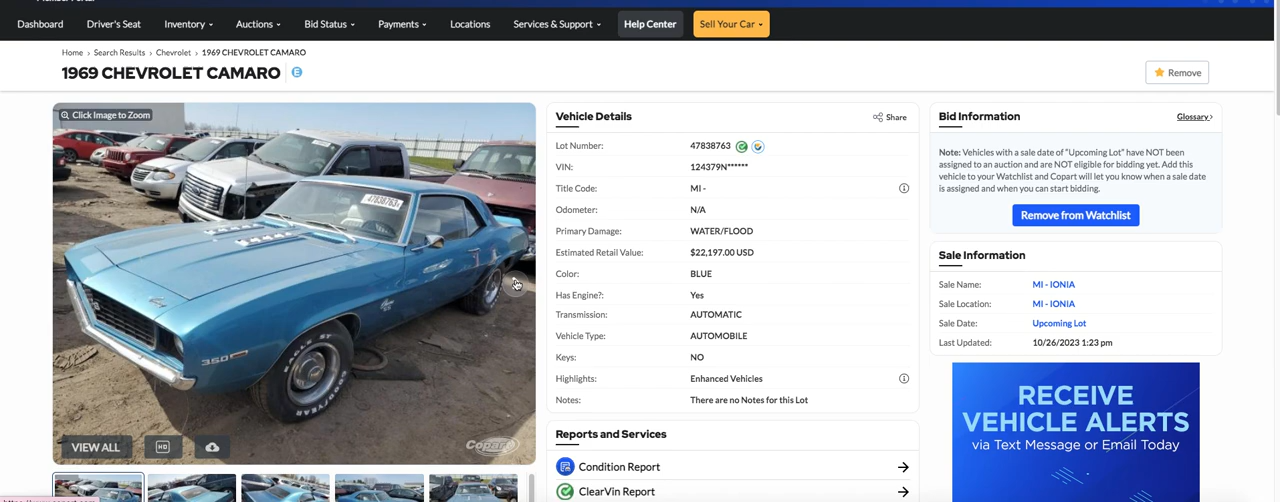 Dashboard Driver's Seat Inventory Auctions Bid Status Payments Locations Services & Support Help Center Sell Your Car
Home > Search Results > Chevrolet > 1969 CHEVROLET CAMARO
1969 CHEVROLET CAMARO E
Remove
Click Image to Zoom
47838763
350
EAGLE ST
GOODYEAR
VIEW ALL
HD
Copart
Vehicle Details
Share
Lot Number: 47838763
VIN: 124379N******
Title Code: MI -
Odometer: N/A
Primary Damage: WATER/FLOOD
Estimated Retail Value: $22,197.00 USD
Color: BLUE
Has Engine?: Yes
Transmission: AUTOMATIC
Vehicle Type: AUTOMOBILE
Keys: NO
Highlights: Enhanced Vehicles
Notes: There are no Notes for this Lot
Reports and Services
Condition Report
ClearVin Report
Bid Information
Glossary >
Note: Vehicles with a sale date of "Upcoming Lot" have NOT been
assigned to an auction and are NOT eligible for bidding yet. Add this
vehicle to your Watchlist and Copart will let you know when a sale date
is assigned and when you can start bidding.
Remove from Watchlist
Sale Information
Sale Name: MI - IONIA
Sale Location: MI - IONIA
Sale Date: Upcoming Lot
Last Updated: 10/26/2023 1:23 pm
RECEIVE
VEHICLE ALERTS
via Text Message or Email Today